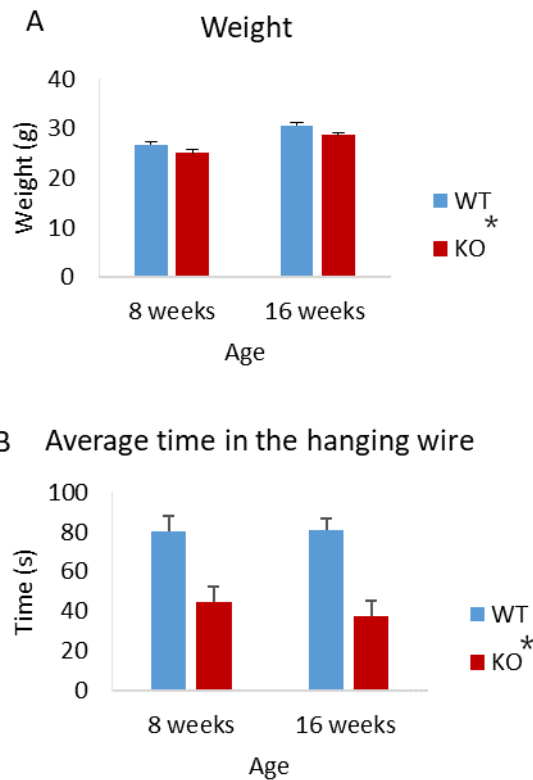 A
Weight
40
30
20
10
0
Weight (g)
8 weeks
16 weeks
Age
WT
*
KO
B
Average time in the hanging wire
100
80
60
40
20
0
Time (s)
8 weeks
16 weeks
Age
WT
KO*